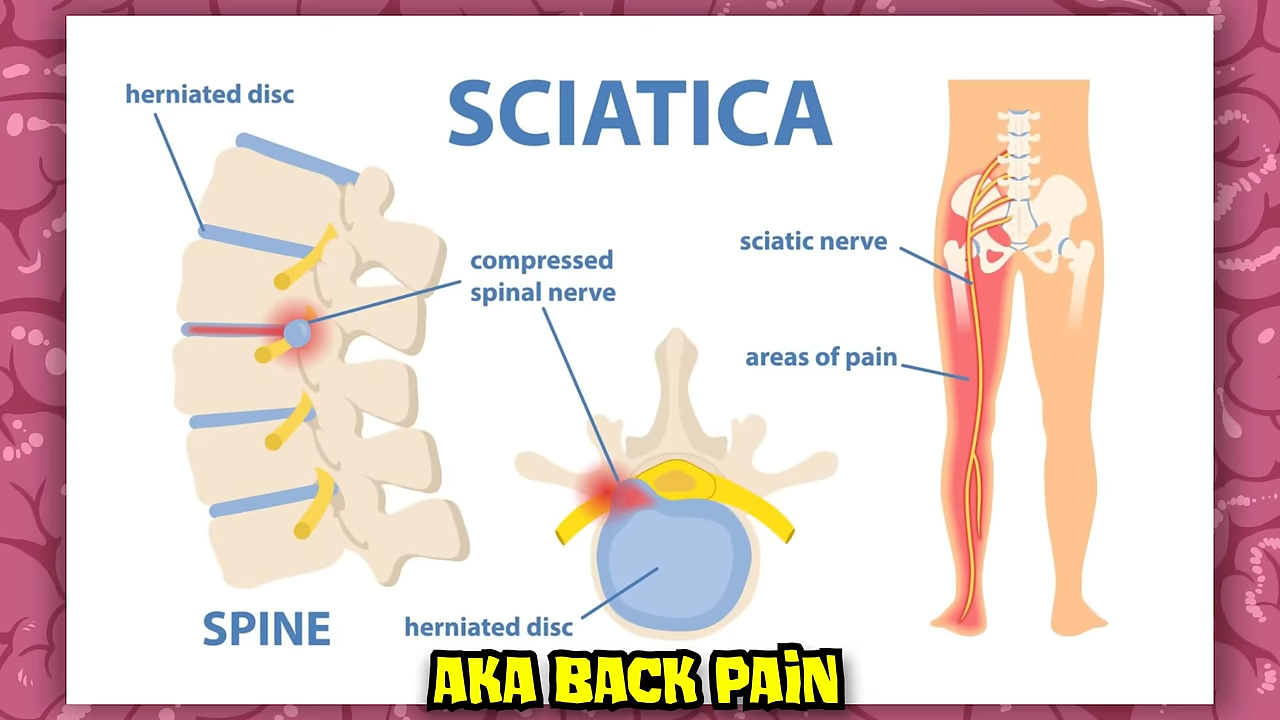 SCIATICA
herniated disc
compressed
spinal nerve
sciatic nerve
areas of pain
SPINE
herniated disc
AKA BACK PAIN